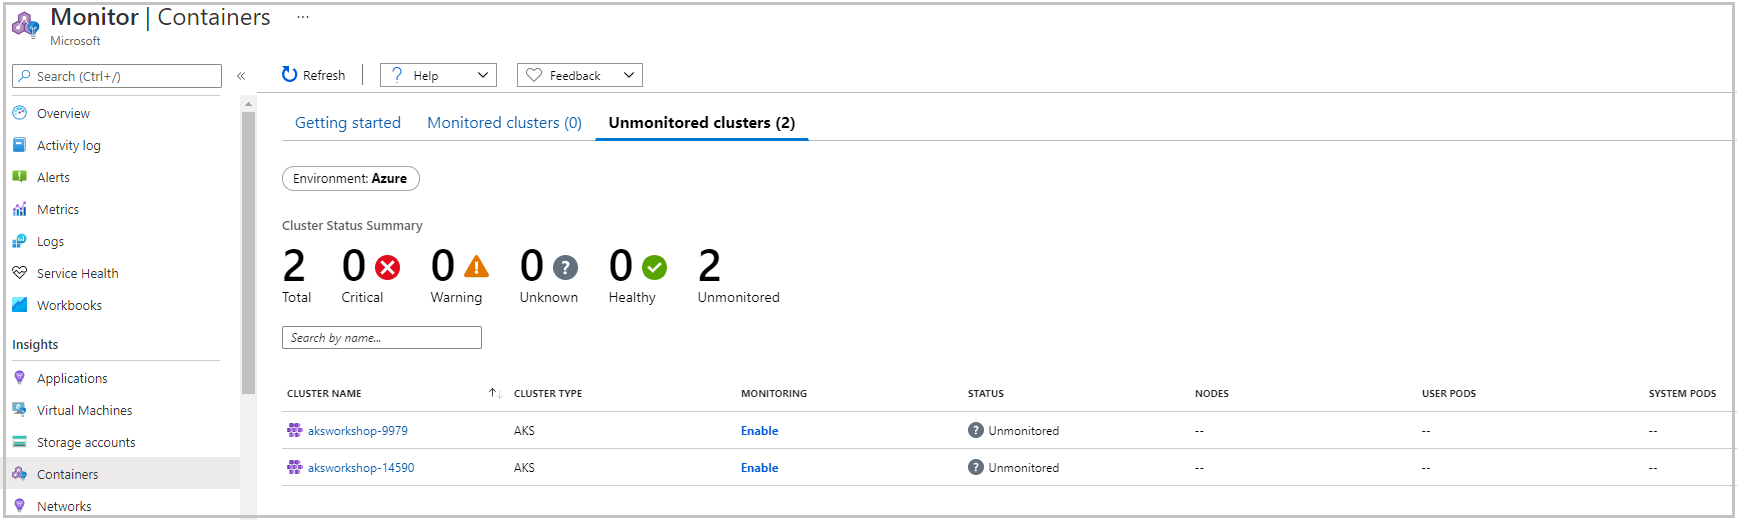 Monitor | Containers ...
Microsoft
Search (Ctrl+/) «
Overview
Activity log
Alerts
Metrics
Logs
Service Health
Workbooks
Insights
Applications
Virtual Machines
Storage accounts
Containers
Networks
Refresh Help Feedback
Getting started Monitored clusters (0) Unmonitored clusters (2)
Environment: Azure
Cluster Status Summary
2 0 0 0 ? 0 2
Total Critical Warning Unknown Healthy Unmonitored
Search by name...
CLUSTER NAME CLUSTER TYPE MONITORING STATUS NODES USER PODS SYSTEM PODS
aksworkshop-9979 AKS Enable ? Unmonitored -- -- --
aksworkshop-14590 AKS Enable ? Unmonitored -- -- --